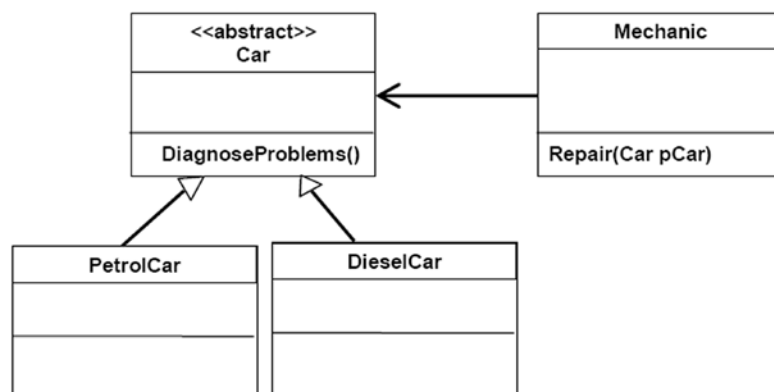 <<abstract>>
Car
DiagnoseProblems()
Mechanic
Repair(Car pCar)
PetrolCar
DieselCar